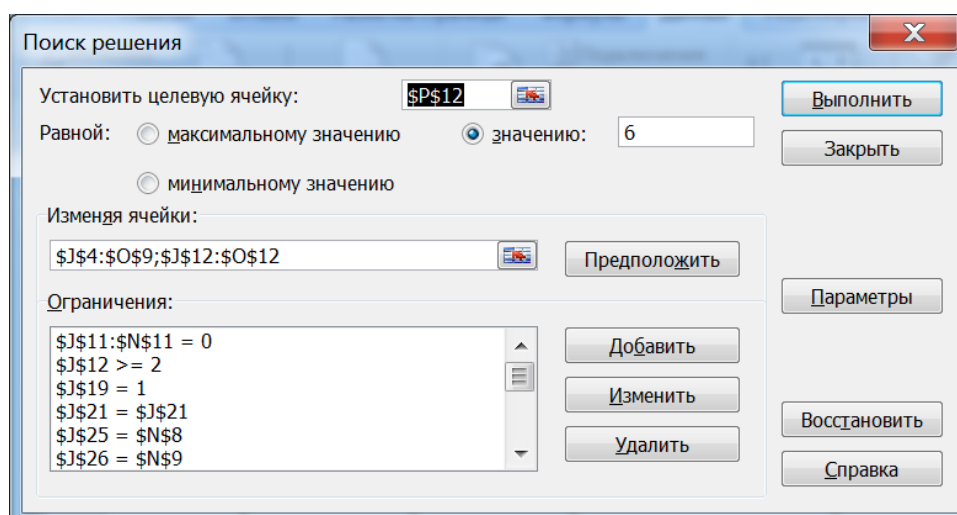 Поиск решения
Установить целевую ячейку: $P$12
Равной: максимальному значению значению: 6
минимальному значению
Изменяя ячейки:
$J$4:$O$9;$J$12:$O$12
Предположить
Ограничения:
$J$11:$N$11 = 0
$J$12 >= 2
$J$19 = 1
$J$21 = $J$21
$J$25 = $N$8
$J$26 = $N$9
Добавить
Изменить
Удалить
Выполнить
Закрыть
Параметры
Восстановить
Справка